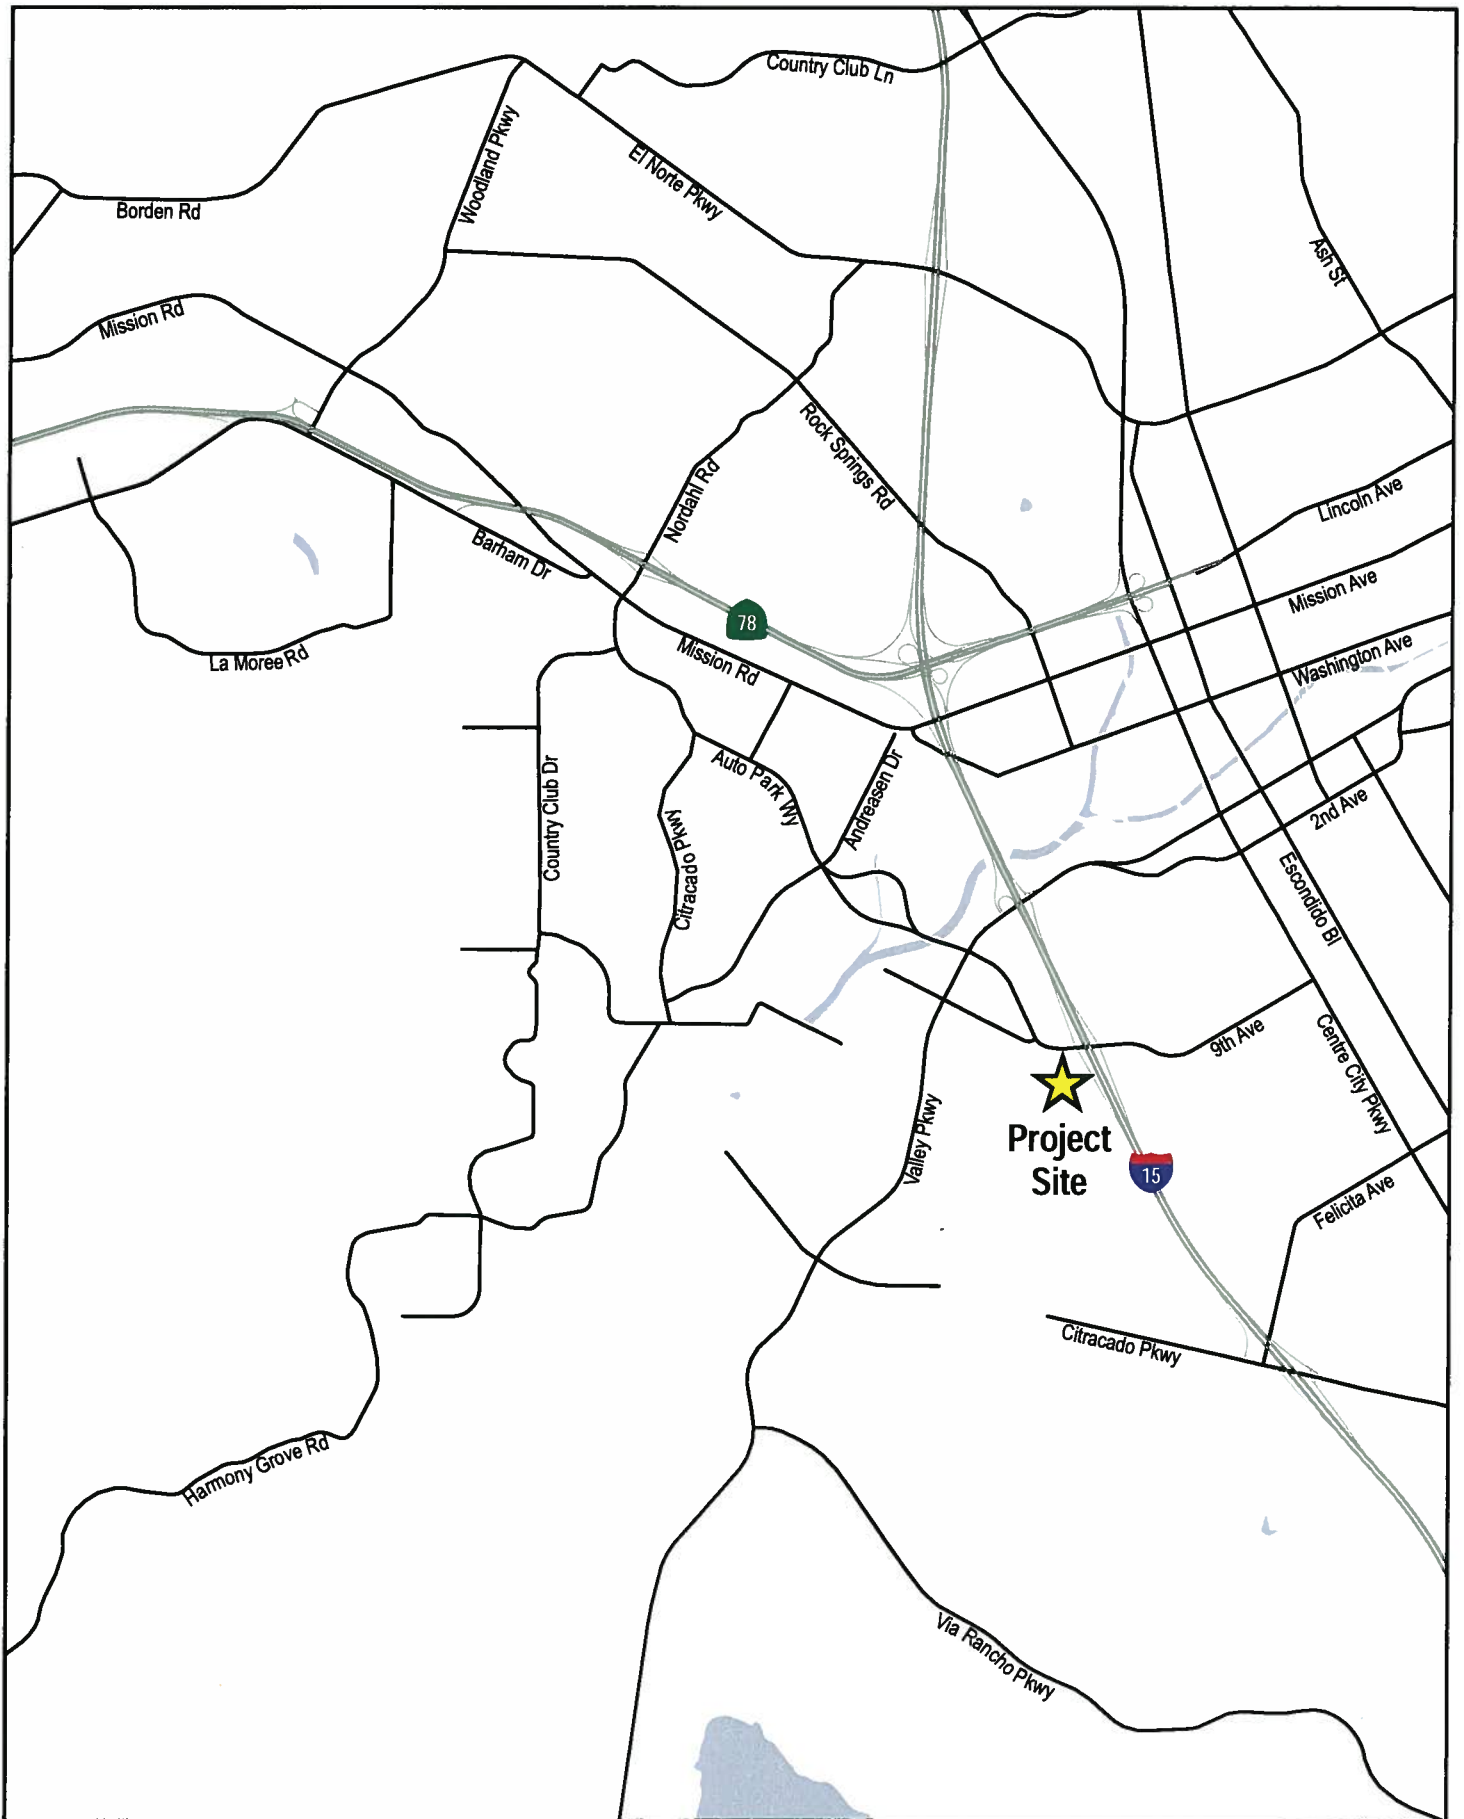 Country Club Ln
Woodland Pkwy
El Norte Pkwy
Borden Rd
Ash St
Mission Rd
Rock Springs Rd
Nordahl Rd
Lincoln Ave
Barham Dr
Mission Ave
78
Washington Ave
La Moree Rd
Mission Rd
Auto Park Wy
Andreasen Dr
Country Club Dr
Citracado Pkwy
2nd Ave
Escondido Bl
9th Ave
Centre City Pkwy
Valley Pkwy
Project
Site
15
Felicita Ave
Citracado Pkwy
Harmony Grove Rd
Via Rancho Pkwy